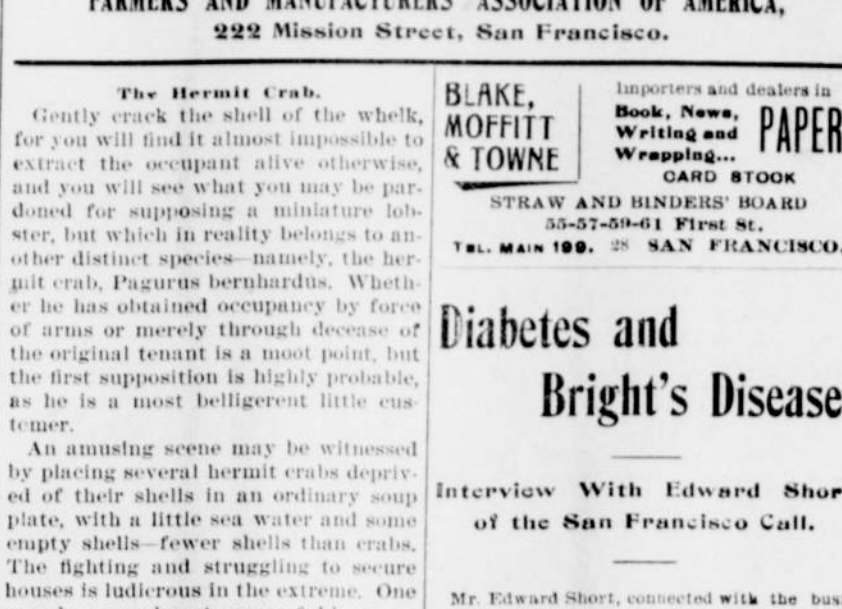 FARMERS AND MANUFACTURERS ASSOCIATION OF AMERICA,
222 Mission Street, San Francisco.
The Hermit Crab.
Gently crack the shell of the whelk,
for you will find it almost impossible to
extract the occupant alive otherwise,
and you will see what you may be par-
doned for supposing a miniature lob-
ster, but which in reality belongs to an-
other distinct species—namely, the her-
mit crab, Pagurus bernhardus. Wheth-
er he has obtained occupancy by force
of arms or merely through decease of
the original tenant is a moot point, but
the first supposition is highly probable,
as he is a most belligerent little cus-
tomer.
An amusing scene may be witnessed
by placing several hermit crabs depriv-
ed of their shells in an ordinary soup
plate, with a little sea water and some
empty shells—fewer shells than crabs.
The fighting and struggling to secure
houses is ludicrous in the extreme. One
BLAKE,
MOFFITT
& TOWNE
Importers and dealers in
Book, News,
Writing and
Wrapping...
PAPER
CARD STOCK
STRAW AND BINDERS' BOARD
55-57-59-61 First St.
TEL. MAIN 199. 28 SAN FRANCISCO.
Diabetes and
Bright's Disease
Interview With Edward Shor
of the San Francisco Call.
Mr. Edward Short, connected with the bus